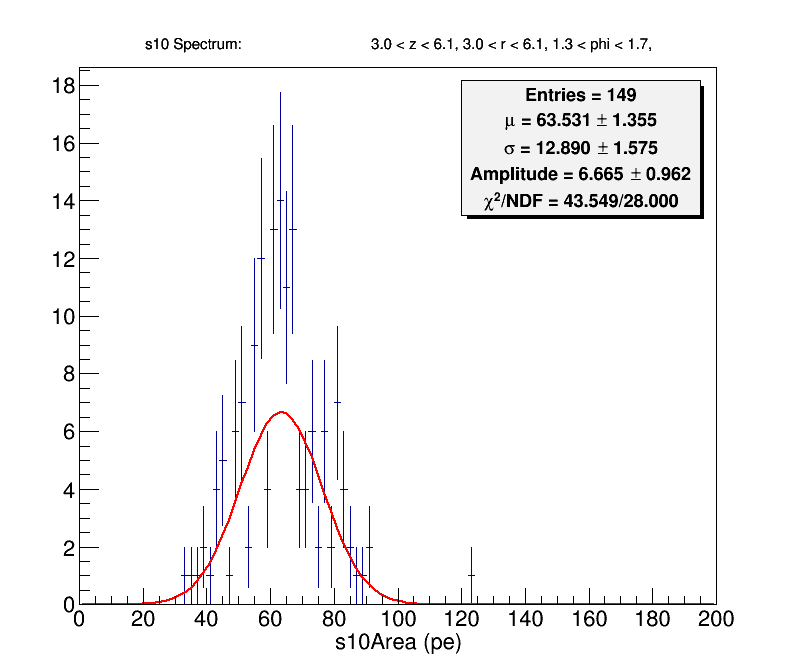 s10 Spectrum: 3.0 < z < 6.1, 3.0 < r < 6.1, 1.3 < phi < 1.7,
Entries = 149
μ = 63.531 ± 1.355
σ = 12.890 ± 1.575
Amplitude = 6.665 ± 0.962
χ²/NDF = 43.549/28.000
18
16
14
12
10
8
6
4
2
0
0 20 40 60 80 100 120 140 160 180 200
s10Area (pe)